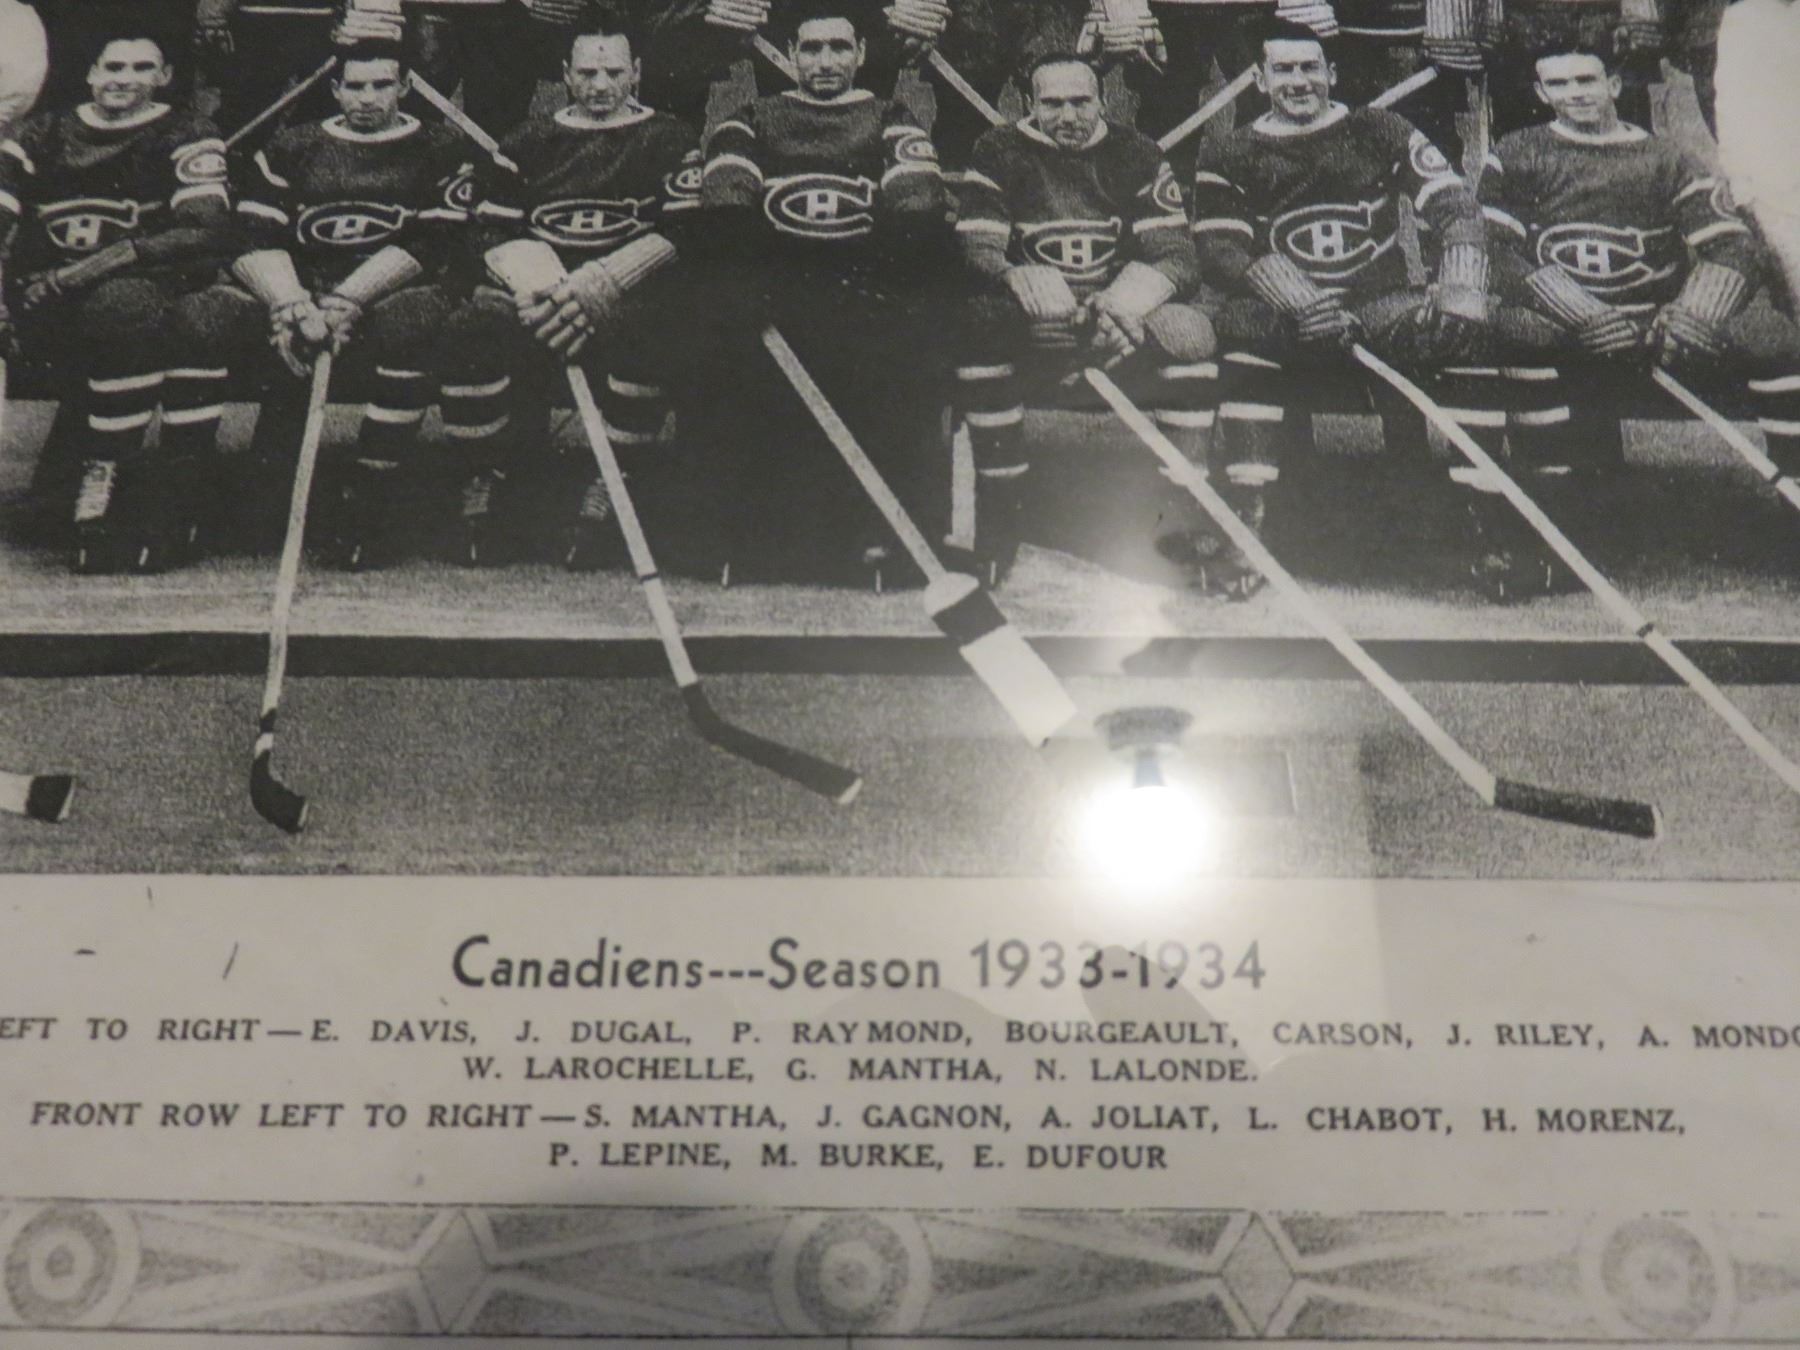 Canadiens---Season 1933-1934
EFT TO RIGHT — E. DAVIS, J. DUGAL, P. RAYMOND, BOURGEAULT, CARSON, J. RILEY, A. MONDO
W. LAROCHELLE, G. MANTHA, N. LALONDE.
FRONT ROW LEFT TO RIGHT — S. MANTHA, J. GAGNON, A. JOLIAT, L. CHABOT, H. MORENZ,
P. LEPINE, M. BURKE, E. DUFOUR